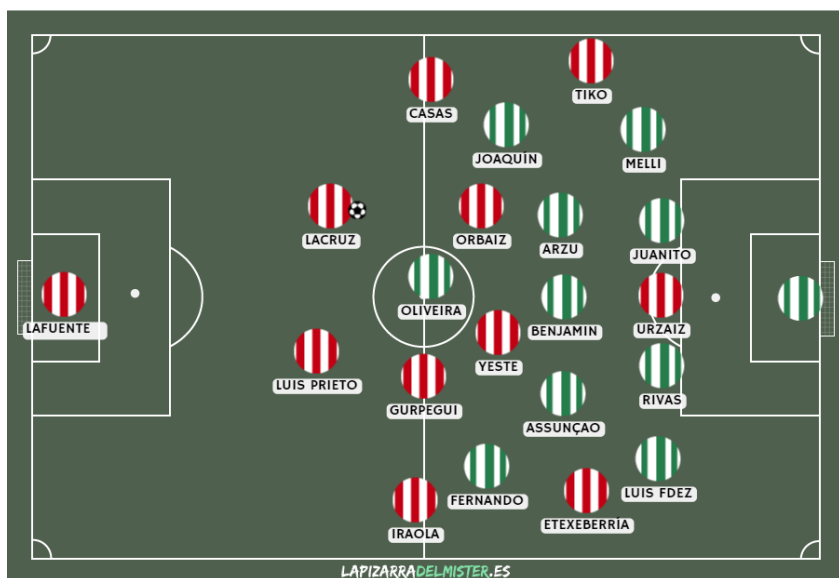 TIKO
CASAS
JOAQUÍN
MELLI
LACRUZ
ORBAIZ
ARZU
JUANITO
OLIVEIRA
LAFUENTE
BENJAMIN
URZAIZ
YESTE
LUIS PRIETO
RIVAS
GURPEGUI
ASSUNÇAO
LUIS FDEZ
FERNANDO
ETEXEBERRÍA
IRAOLA
LAPIZARRADELMISTER.ES